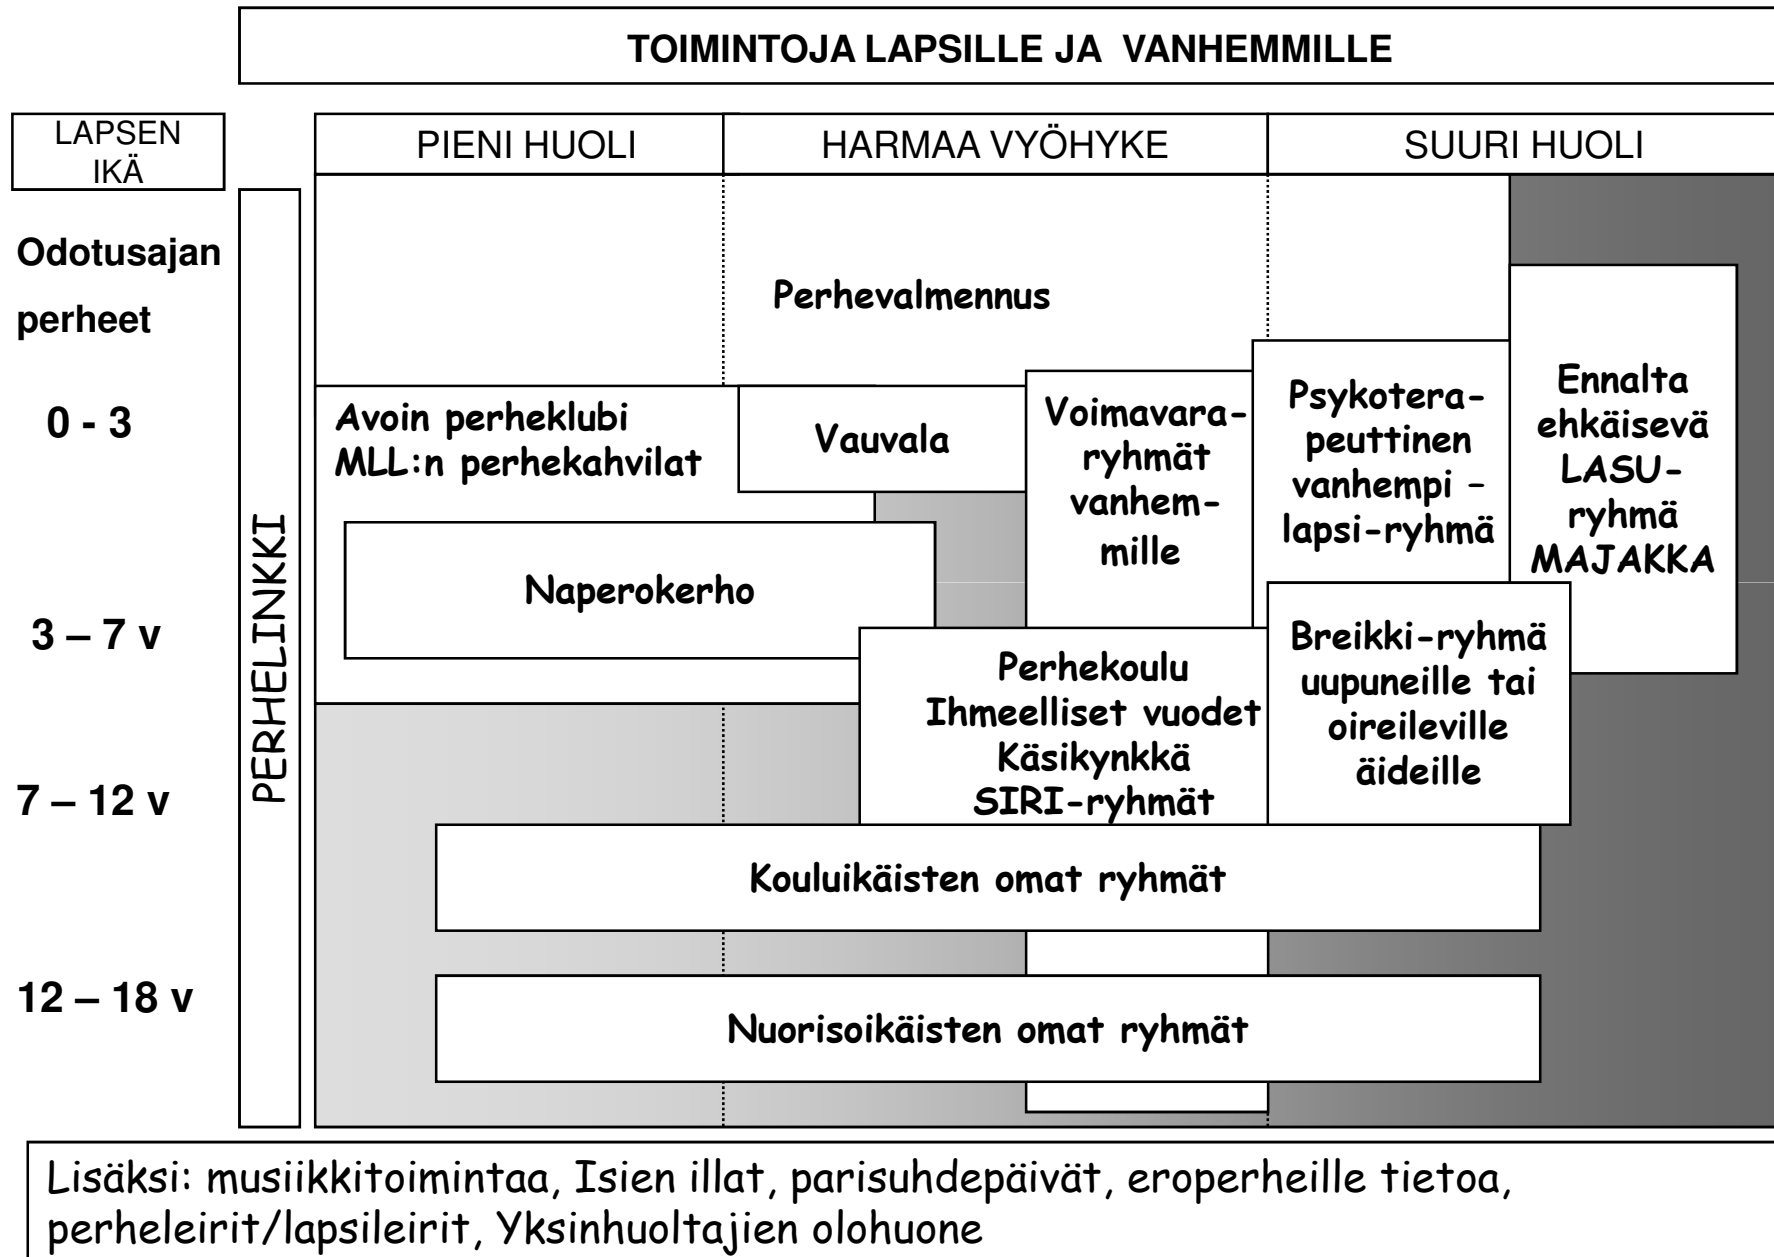 TOIMINTOJA LAPSILLE JA VANHEMMILLE
LAPSEN
IKÄ
PIENI HUOLI
HARMAA VYÖHYKE
SUURI HUOLI
PERHELINKKI
Odotusajan
perheet
Perhevalmennus
0 - 3
Avoin perheklubi
MLL:n perhekahvilat
Vauvala
Voimavara-
ryhmät
vanhem-
mille
Psykotera-
peuttinen
vanhempi –
lapsi-ryhmä
Ennalta
ehkäisevä
LASU-
ryhmä
MAJAKKA
Naperokerho
3 – 7 v
Perhekoulu
Ihmeelliset vuodet
Käsikynkkä
SIRI-ryhmät
Breikki-ryhmä
uupuneille tai
oireileville
äideille
7 – 12 v
Kouluikäisten omat ryhmät
12 – 18 v
Nuorisoikäisten omat ryhmät
Lisäksi: musiikkitoimintaa, Isien illat, parisuhdepäivät, eroperheille tietoa,
perheleirit/lapsileirit, Yksinhuoltajien olohuone